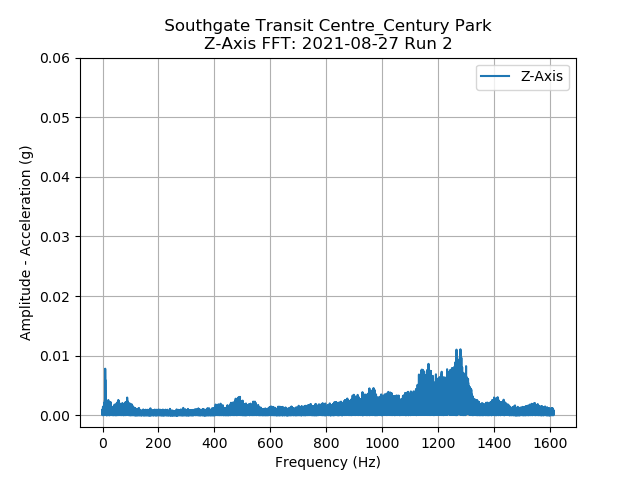 Southgate Transit Centre_Century Park
Z-Axis FFT: 2021-08-27 Run 2
Z-Axis
0.06
0.05
0.04
0.03
0.02
0.01
0.00
Amplitude - Acceleration (g)
0 200 400 600 800 1000 1200 1400 1600
Frequency (Hz)